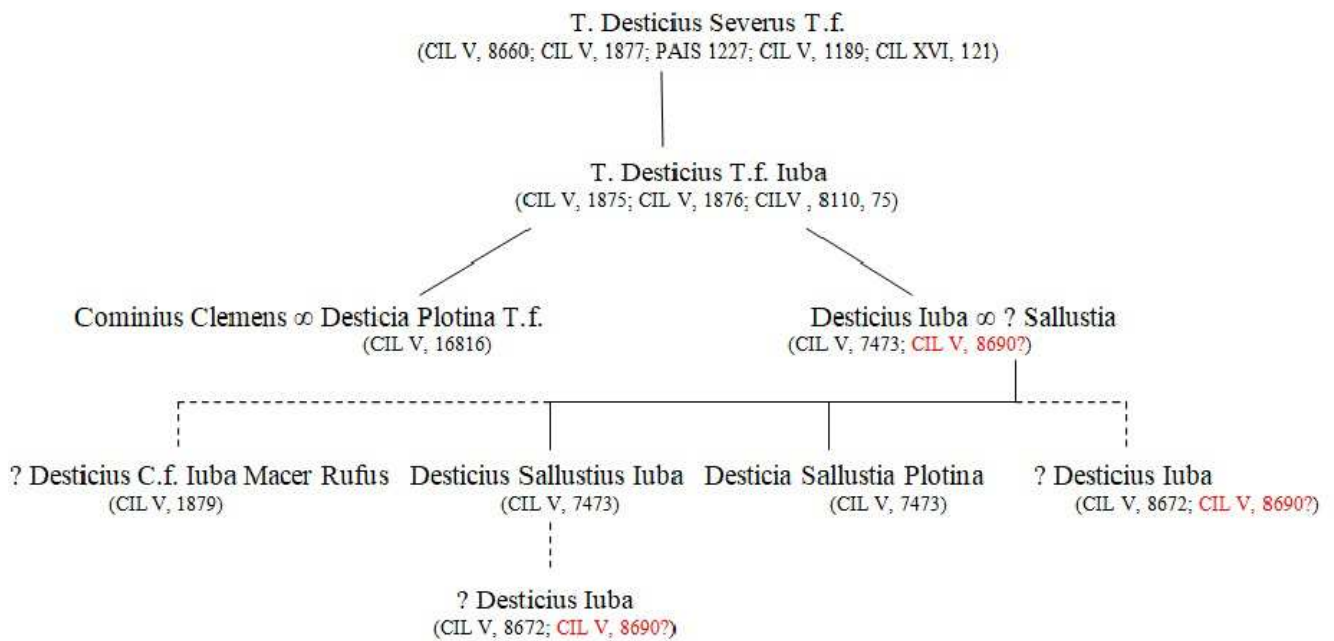 T. Desticius Severus T.f.
(CIL V, 8660; CIL V, 1877; PAIS 1227; CIL V, 1189; CIL XVI, 121)
T. Desticius T.f. Iuba
(CIL V, 1875; CIL V, 1876; CILV , 8110, 75)
Cominius Clemens ∞ Desticia Plotina T.f.
(CIL V, 16816)
Desticius Iuba ∞ ? Sallustia
(CIL V, 7473; CIL V, 8690?)
? Desticius C.f. Iuba Macer Rufus
(CIL V, 1879)
Desticius Sallustius Iuba
(CIL V, 7473)
Desticia Sallustia Plotina
(CIL V, 7473)
? Desticius Iuba
(CIL V, 8672; CIL V, 8690?)
? Desticius Iuba
(CIL V, 8672; CIL V, 8690?)